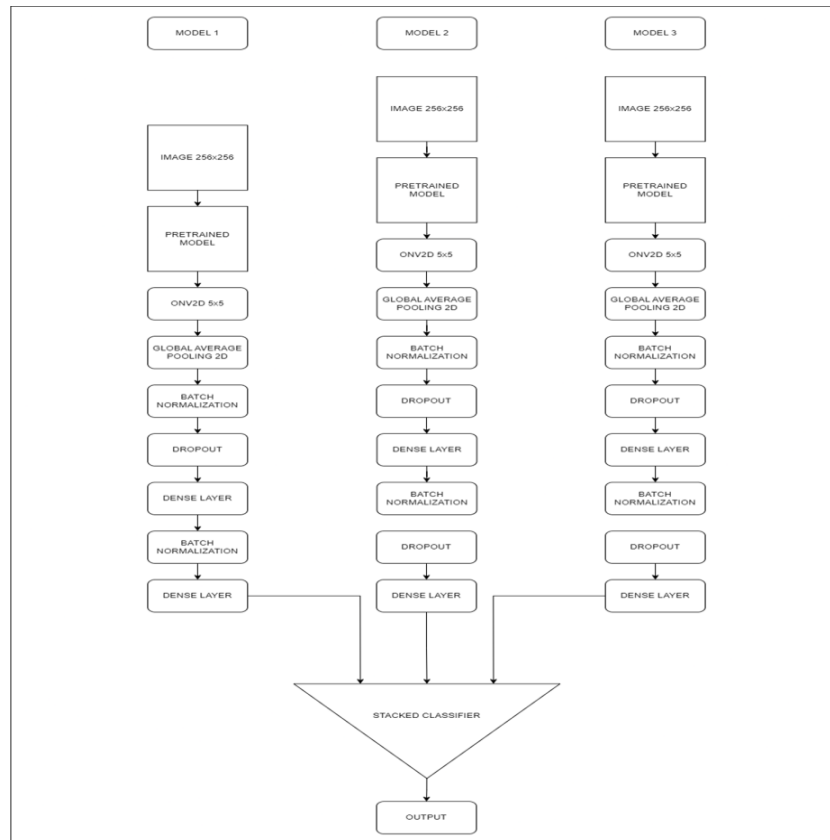 MODEL 1
MODEL 2
MODEL 3
IMAGE 256x256
PRETRAINED
MODEL
ONV2D 5x5
GLOBAL AVERAGE
POOLING 2D
BATCH
NORMALIZATION
DROPOUT
DENSE LAYER
BATCH
NORMALIZATION
DENSE LAYER
IMAGE 256x256
PRETRAINED
MODEL
ONV2D 5x5
GLOBAL AVERAGE
POOLING 2D
BATCH
NORMALIZATION
DROPOUT
DENSE LAYER
BATCH
NORMALIZATION
DROPOUT
DENSE LAYER
IMAGE 256x256
PRETRAINED
MODEL
ONV2D 5x5
GLOBAL AVERAGE
POOLING 2D
BATCH
NORMALIZATION
DROPOUT
DENSE LAYER
BATCH
NORMALIZATION
DROPOUT
DENSE LAYER
STACKED CLASSIFIER
OUTPUT